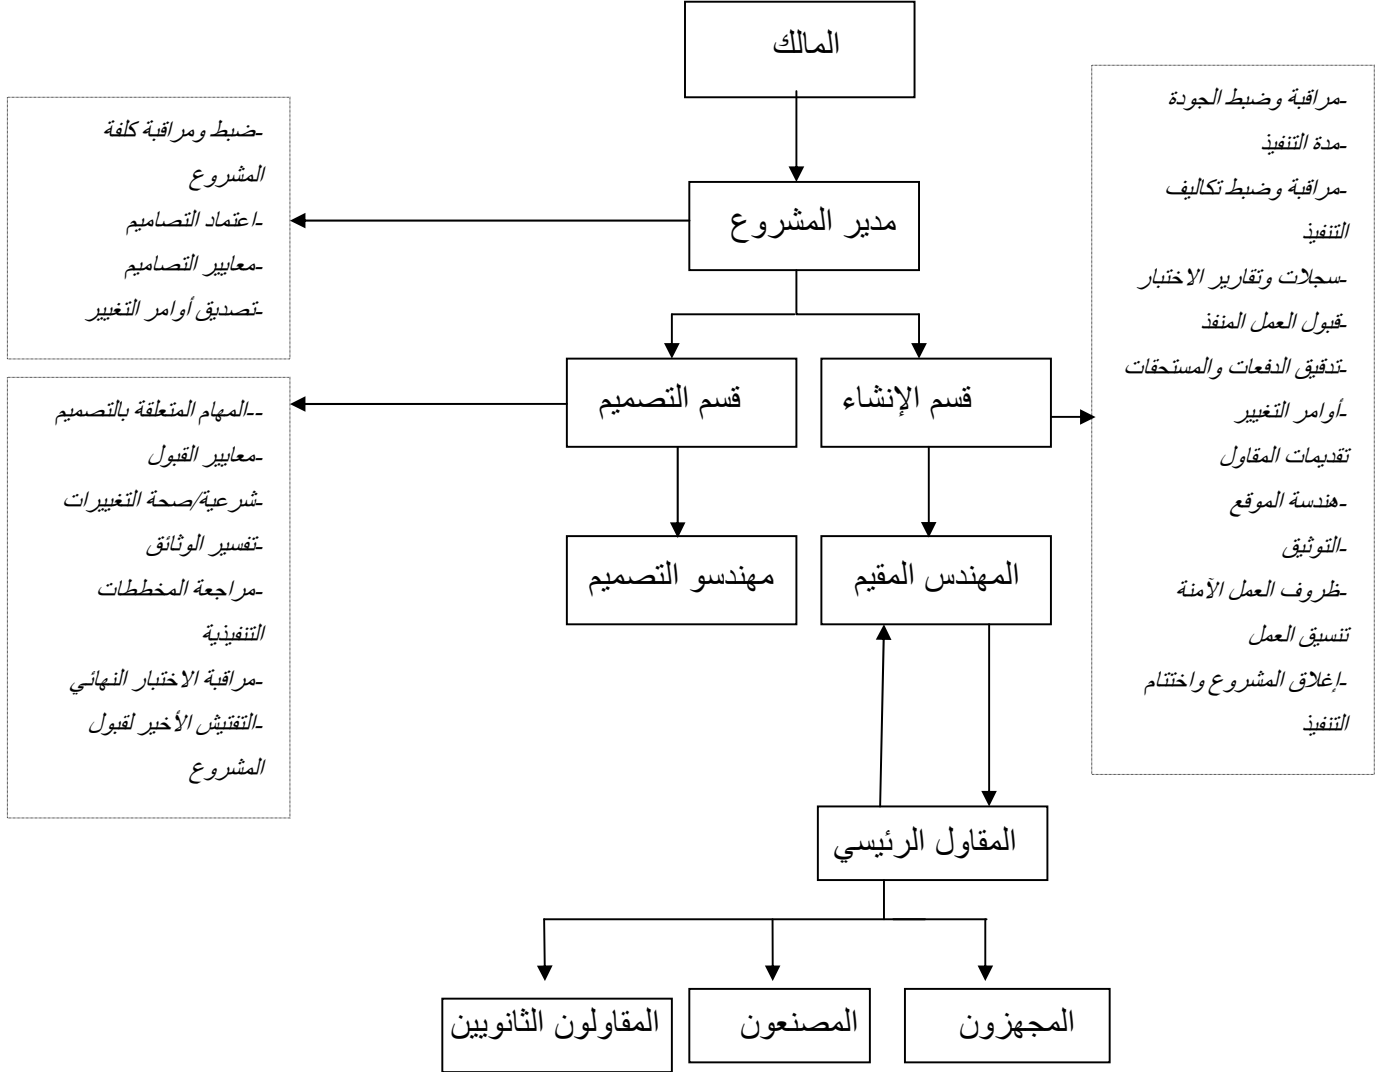 المالك
-مراقبة وضبط الجودة
-مدة التنفيذ
-مراقبة وضبط تكاليف
التنفيذ
-سجلات وتقارير الاختبار
-قبول العمل المنفذ
-تدقيق الدفعات والمستحقات
-أوامر التغيير
تقديمات المقاول
-هندسة الموقع
-التوثيق
-ظروف العمل الآمنة
تنسيق العمل
-إغلاق المشروع واختتام
التنفيذ
مدير المشروع
-ضبط ومراقبة كلفة
المشروع
-اعتماد التصاميم
-معايير التصاميم
-تصديق أوامر التغيير
قسم الإنشاء
قسم التصميم
--المهام المتعلقة بالتصميم
-معايير القبول
-شرعية/صحة التغييرات
-تفسير الوثائق
-مراجعة المخططات
التنفيذية
-مراقبة الاختبار النهائي
-التفتيش الأخير لقبول
المشروع
المهندس المقيم
مهندسو التصميم
المقاول الرئيسي
المجهزون
المصنعون
المقاولون الثانويين